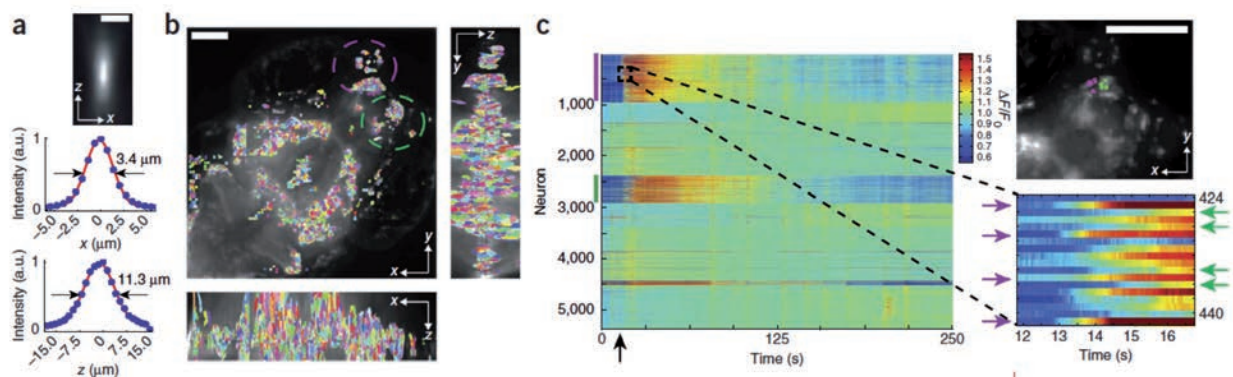 a
z
x
Intensity (a.u.)
1
0
3.4 μm
−5.0
−2.5
0
2.5
5.0
x (μm)
Intensity (a.u.)
1
0
11.3 μm
−15.0
−7.5
0
7.5
15.0
z (μm)
b
y
x
z
y
x
z
c
Neuron
1,000
2,000
3,000
4,000
5,000
0
125
250
Time (s)
1.5
1.4
1.3
1.2
1.1
1.0
0.9
0.8
0.7
0.6
ΔF/F0
y
x
424
440
12
13
14
15
16
Time (s)